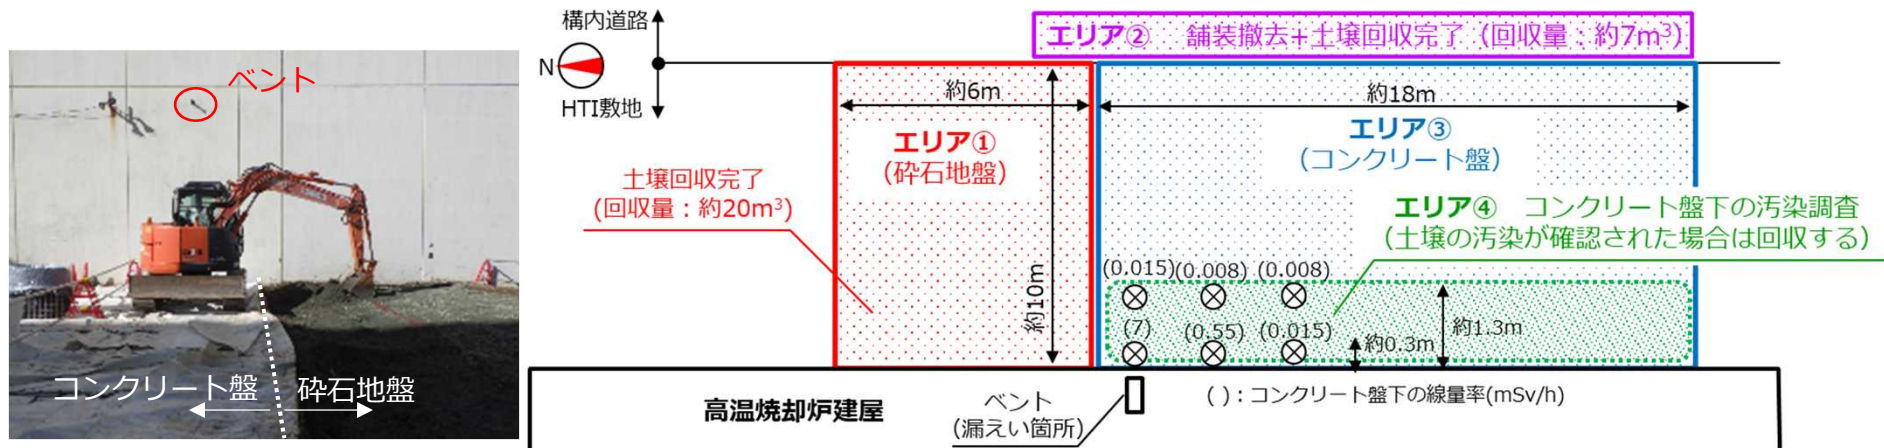 ベント
コンクリート盤
砕石地盤
構内道路
N
HTI敷地
エリア② 舗装撤去+土壌回収完了（回収量：約7m³）
約6m
約18m
エリア①
(砕石地盤)
エリア③
(コンクリート盤)
土壌回収完了
(回収量：約20m³)
約10m
エリア④ コンクリート盤下の汚染調査
(土壌の汚染が確認された場合は回収する)
(0.015) (0.008) (0.008)
(7) (0.55) (0.015)
約0.3m
約1.3m
高温焼却炉建屋
ベント
(漏えい箇所)
( )：コンクリート盤下の線量率(mSv/h)